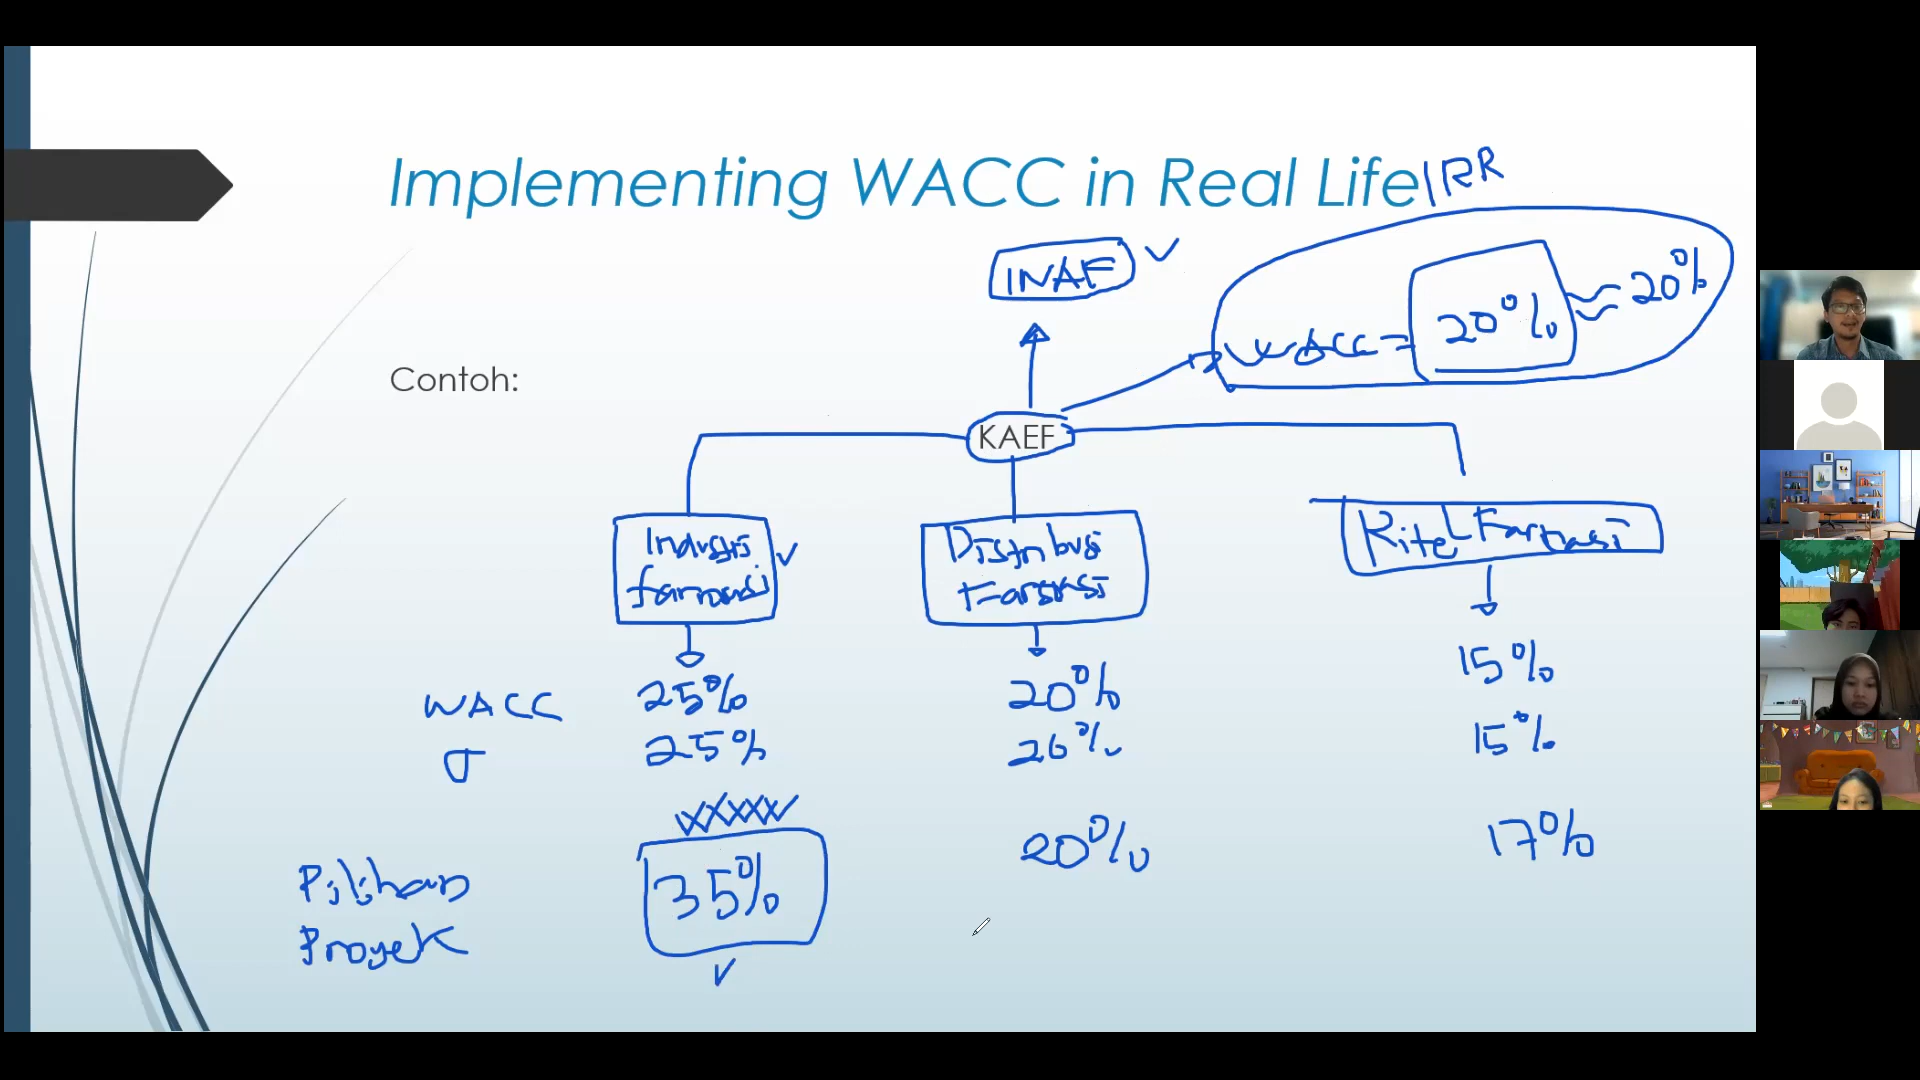 Implementing WACC in Real Life IRR
INAF
WACC = 20% ≈ 20%
Contoh:
KAEF
Industri Farmasi
Distribusi Farmasi
Ritel Farmasi
WACC 25% 20% 15%
σ 25% 20% 15%
Pilihan Proyek 35% 20% 17%